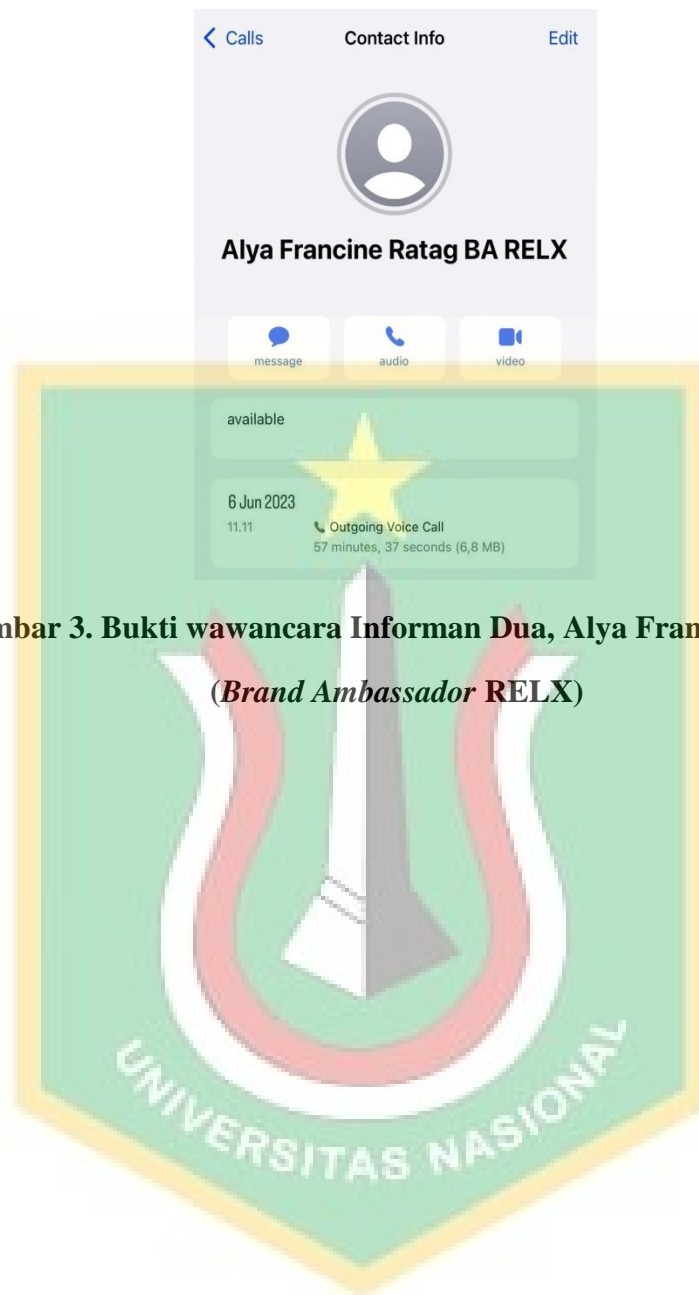 Calls Contact Info Edit
Alya Francine Ratag BA RELX
message audio video
available
6 Jun 2023
11.11 Outgoing Voice Call
57 minutes, 37 seconds (6,8 MB)
mbar 3. Bukti wawancara Informan Dua, Alya Fran
(Brand Ambassador RELX)
UNIVERSITAS NASIONAL